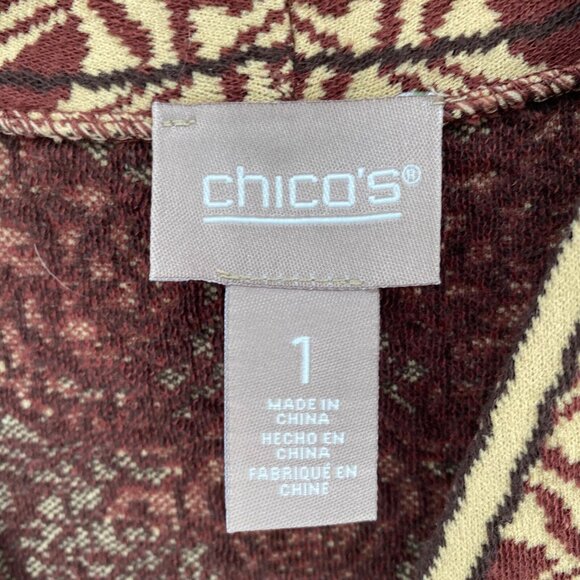 chico's®
1
MADE IN
CHINA
HECHO EN
CHINA
FABRIQUÉ EN
CHINE